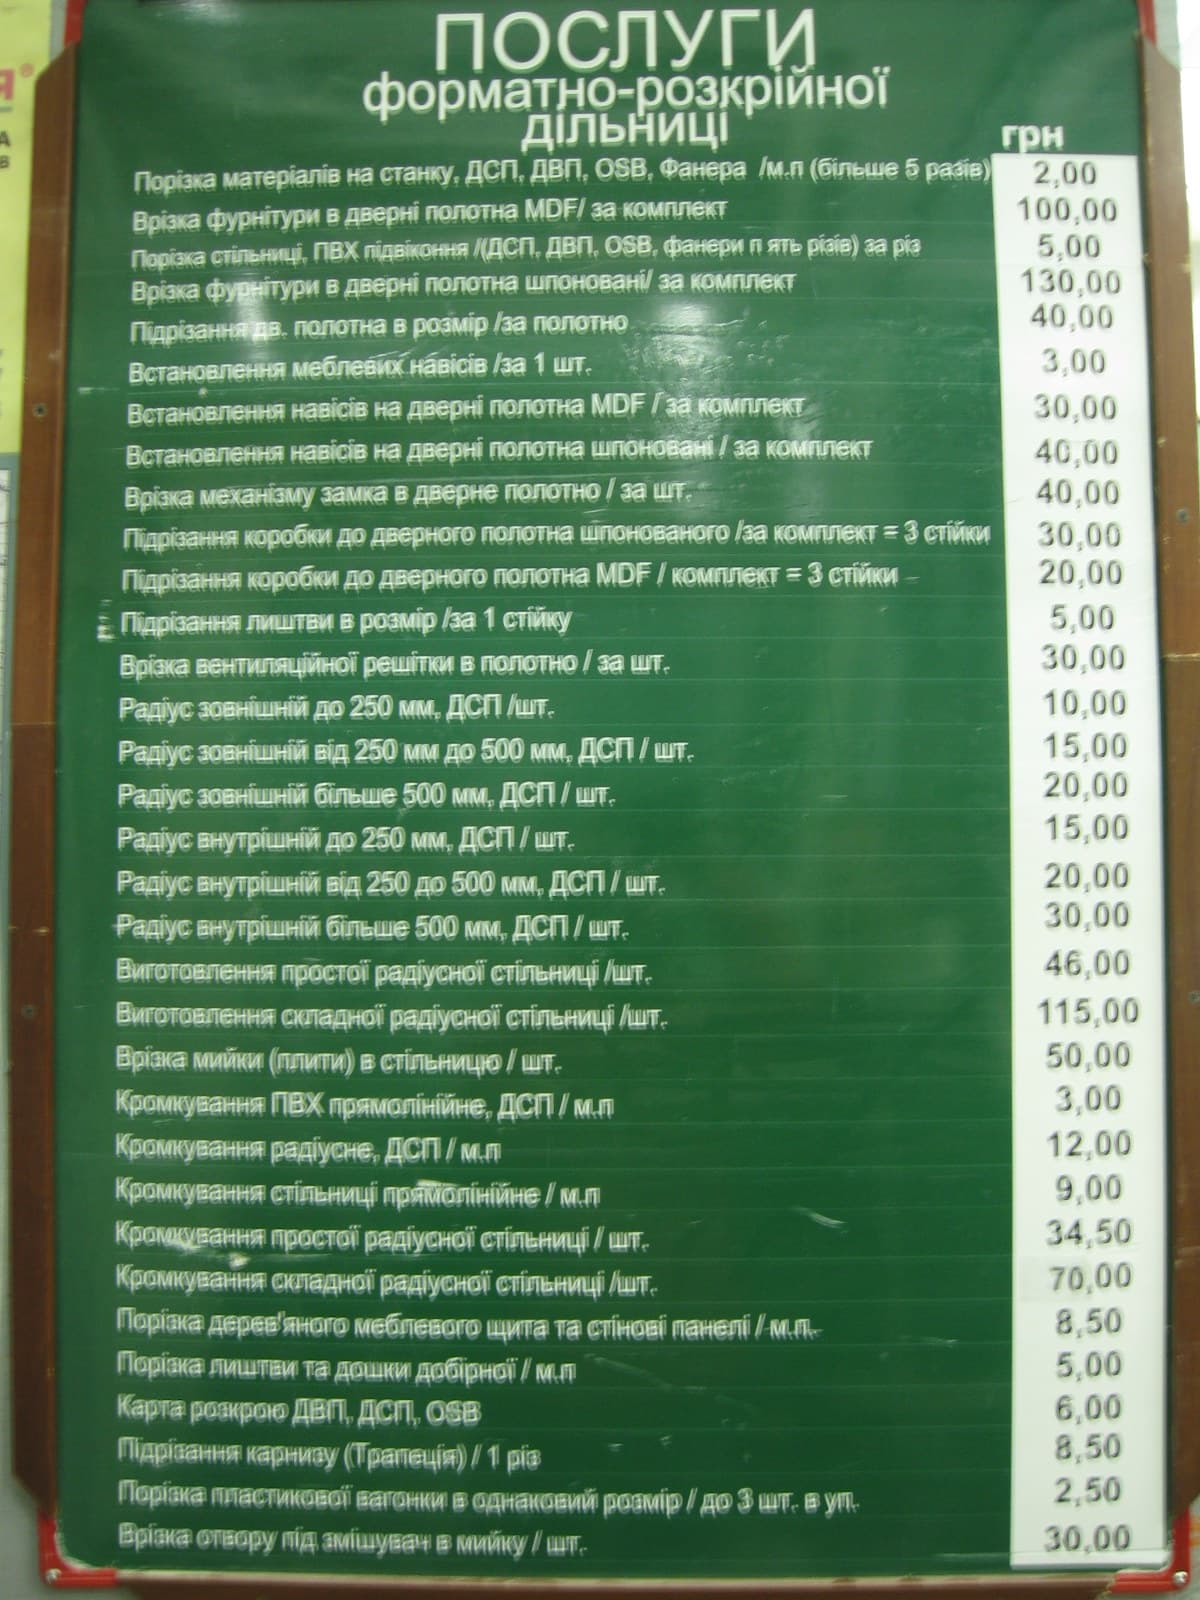 ПОСЛУГИ
форматно-розкрійної
дільниці
грн
Порізка матеріалів на станку, ДСП, ДВП, OSB, Фанера /м.п (більше 5 разів) 2,00
Врізка фурнітури в дверні полотна MDF/ за комплект 100,00
Порізка стільниці, ПВХ підвіконня /(ДСП, ДВП, OSB, фанери п ять різів) за різ 5,00
Врізка фурнітури в дверні полотна шпоновані/ за комплект 130,00
Підрізання дв. полотна в розмір /за полотно 40,00
Встановлення меблевих навісів /за 1 шт. 3,00
Встановлення навісів на дверні полотна MDF / за комплект 30,00
Встановлення навісів на дверні полотна шпоновані / за комплект 40,00
Врізка механізму замка в дверне полотно / за шт. 40,00
Підрізання коробки до дверного полотна шпонованого /за комплект = 3 стійки 30,00
Підрізання коробки до дверного полотна MDF / комплект = 3 стійки 20,00
Підрізання лиштви в розмір /за 1 стійку 5,00
Врізка вентиляційної решітки в полотно / за шт. 30,00
Радіус зовнішній до 250 мм, ДСП /шт. 10,00
Радіус зовнішній від 250 мм до 500 мм, ДСП / шт. 15,00
Радіус зовнішній більше 500 мм, ДСП / шт. 20,00
Радіус внутрішній до 250 мм, ДСП / шт. 15,00
Радіус внутрішній від 250 до 500 мм, ДСП / шт. 20,00
Радіус внутрішній більше 500 мм, ДСП / шт. 30,00
Виготовлення простої радіусної стільниці /шт. 46,00
Виготовлення складної радіусної стільниці /шт. 115,00
Врізка мийки (плити) в стільницю / шт. 50,00
Кромкування ПВХ прямолінійне, ДСП / м.п 3,00
Кромкування радіусне, ДСП / м.п 12,00
Кромкування стільниці прямолінійне / м.п 9,00
Кромкування простої радіусної стільниці / шт. 34,50
Кромкування складної радіусної стільниці /шт. 70,00
Порізка дерев'яного меблевого щита та стінові панелі / м.п. 8,50
Порізка лиштви та дошки добірної / м.п 5,00
Карта розкрою ДВП, ДСП, OSB 6,00
Підрізання карнизу (Трапеція) / 1 різ 8,50
Порізка пластикової вагонки в однаковий розмір / до 3 шт. в уп. 2,50
Врізка отвору під змішувач в мийку / шт. 30,00